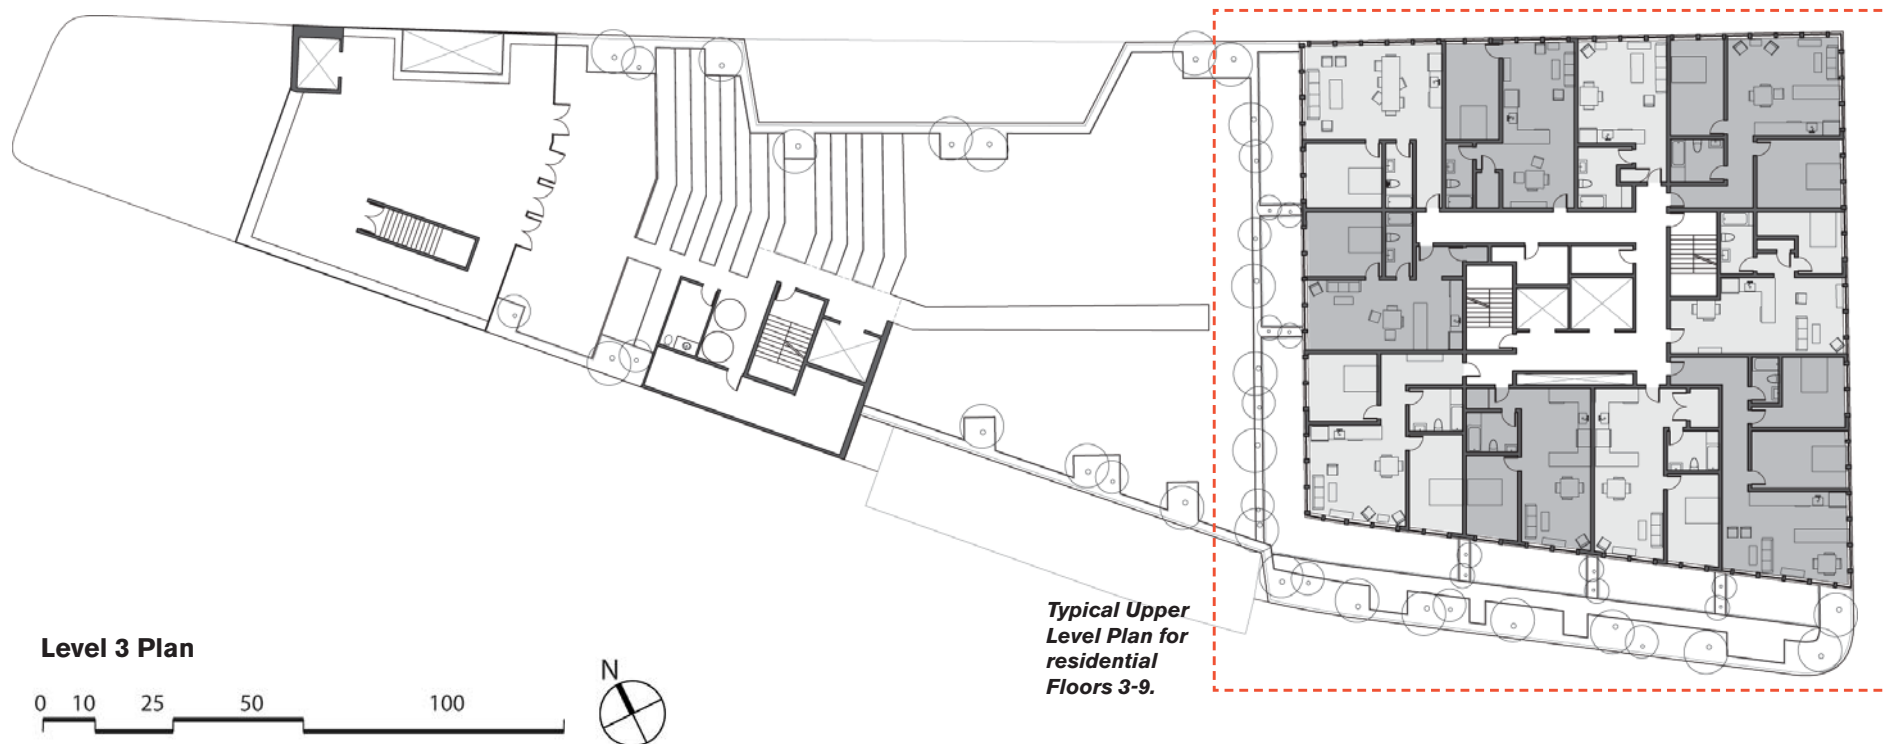 Typical Upper
Level Plan for
residential
Floors 3-9.
Level 3 Plan
0 10 25 50 100
N